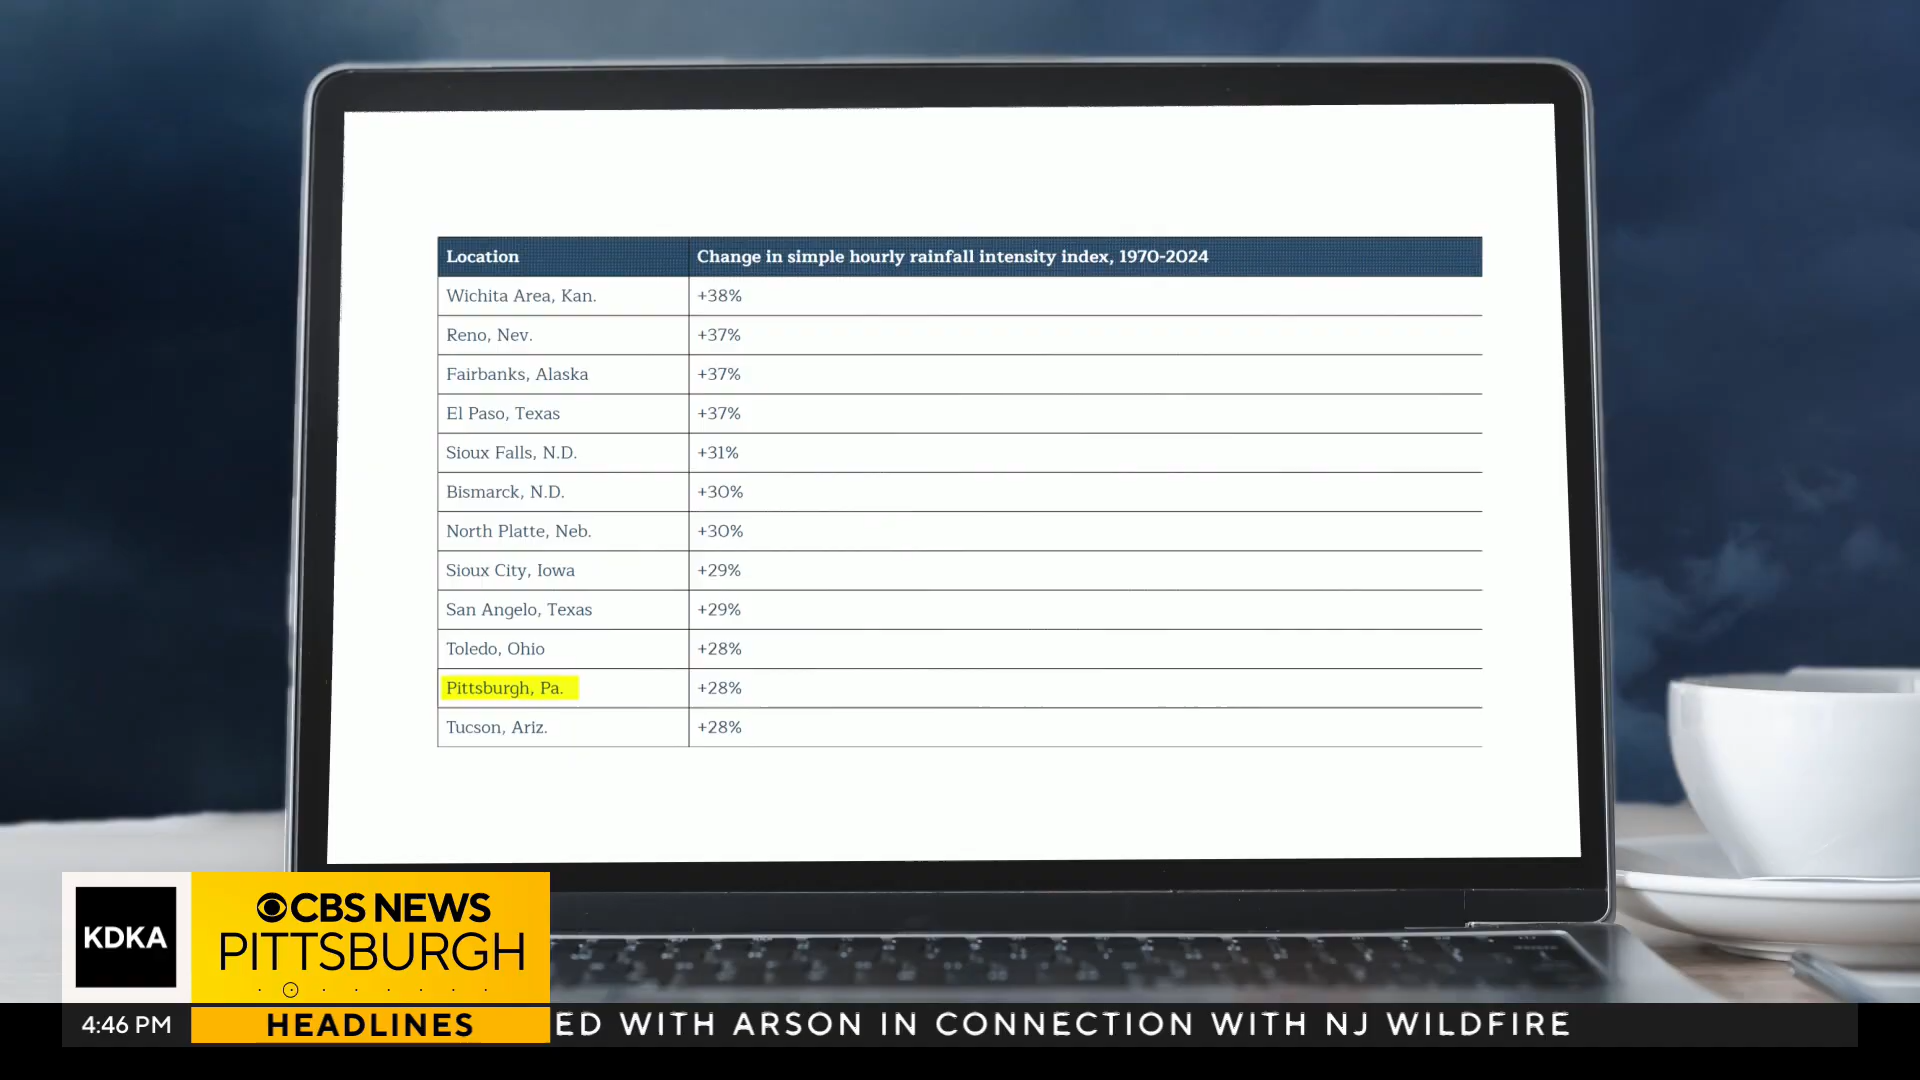 Location Change in simple hourly rainfall intensity index, 1970-2024
Wichita Area, Kan. +38%
Reno, Nev. +37%
Fairbanks, Alaska +37%
El Paso, Texas +37%
Sioux Falls, N.D. +31%
Bismarck, N.D. +30%
North Platte, Neb. +30%
Sioux City, Iowa +29%
San Angelo, Texas +29%
Toledo, Ohio +28%
Pittsburgh, Pa. +28%
Tucson, Ariz. +28%
KDKA
CBS NEWS
PITTSBURGH
4:46 PM
HEADLINES
ED WITH ARSON IN CONNECTION WITH NJ WILDFIRE